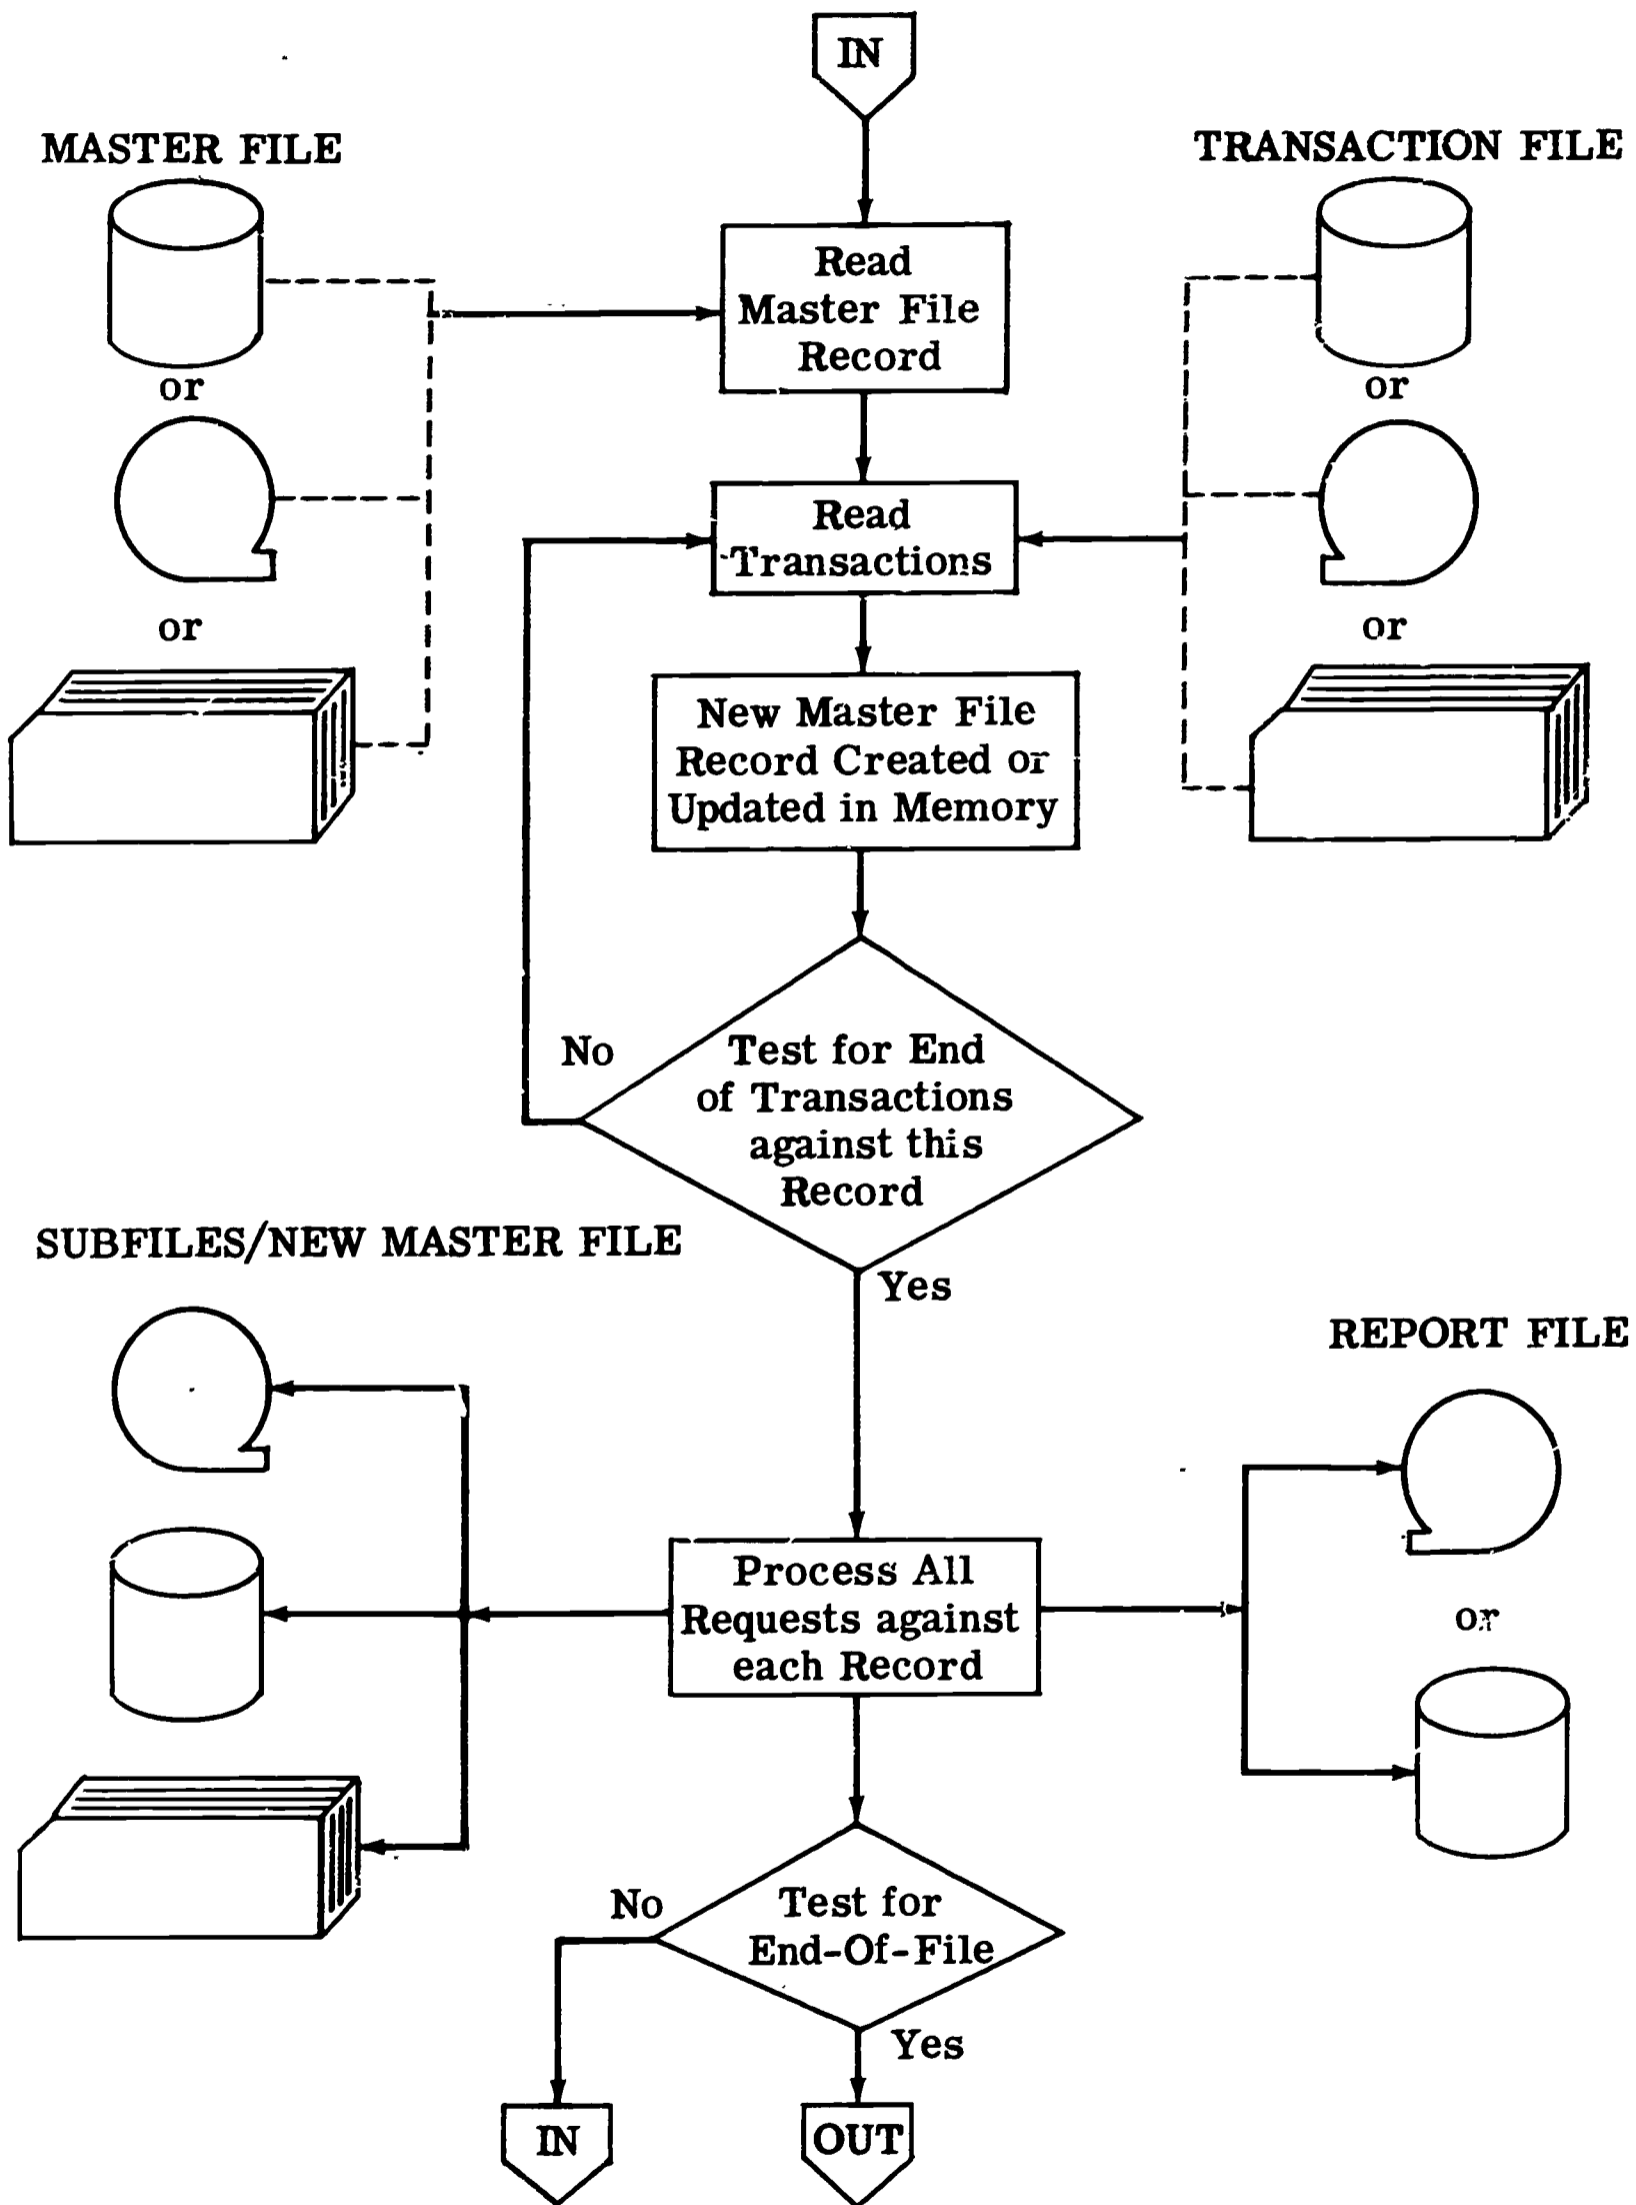 IN
MASTER FILE
TRANSACTION FILE
Read
Master File
Record
or
or
Read
Transactions
or
or
New Master File
Record Created or
Updated in Memory
No
Test for End
of Transactions
against this
Record
Yes
SUBFILES/NEW MASTER FILE
REPORT FILE
Process All
Requests against
each Record
or
No
Test for
End-Of-File
Yes
IN
OUT